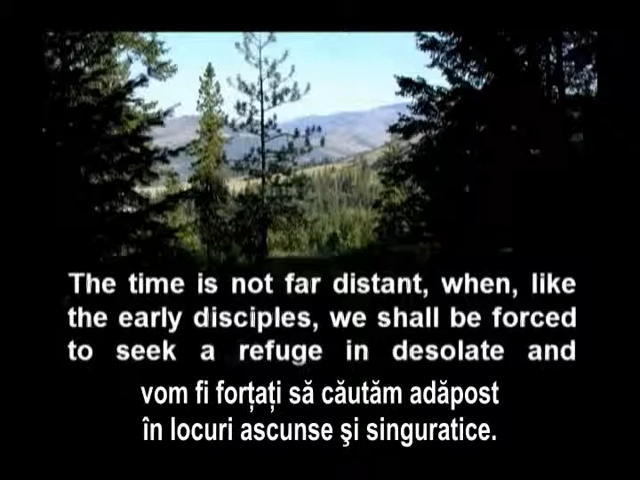 The time is not far distant, when, like
the early disciples, we shall be forced
to seek a refuge in desolate and
vom fi forţaţi să căutăm adăpost
în locuri ascunse şi singuratice.